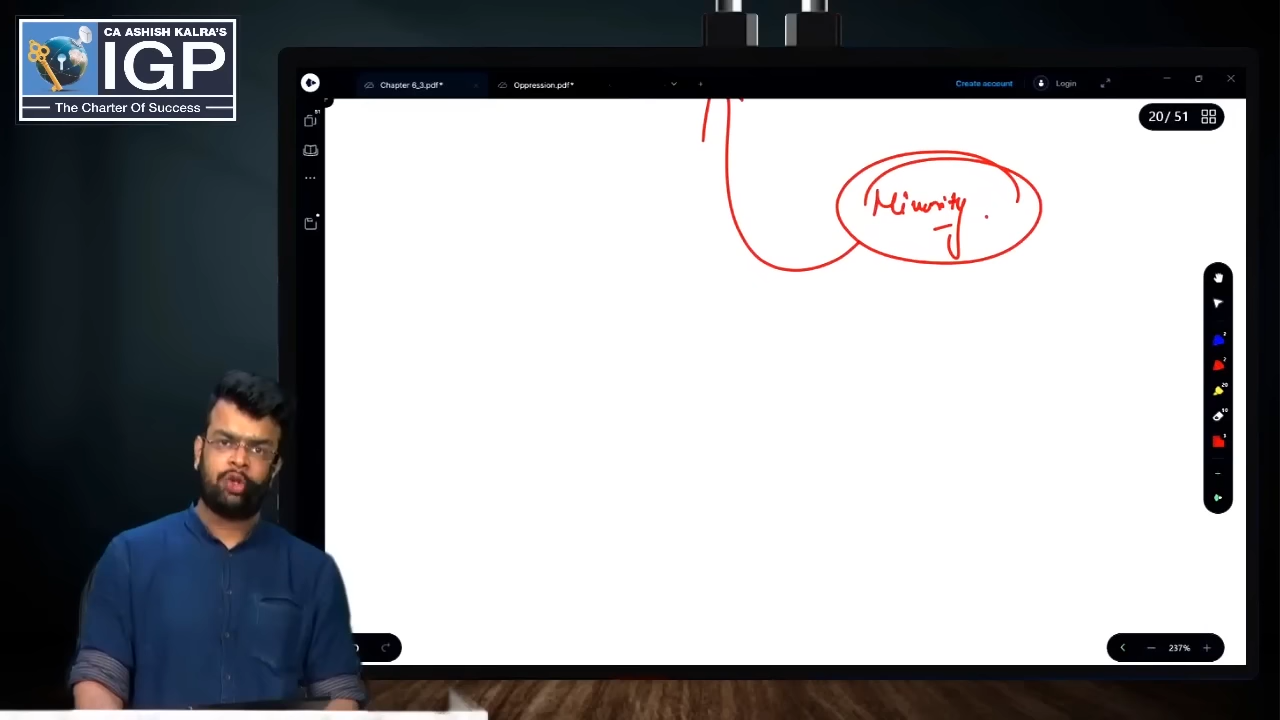 CA ASHISH KALRA'S
IGP
The Charter Of Success
Chapter 6_3.pdf*
Oppression.pdf*
Create account
Login
20/ 51
Minority.
237%